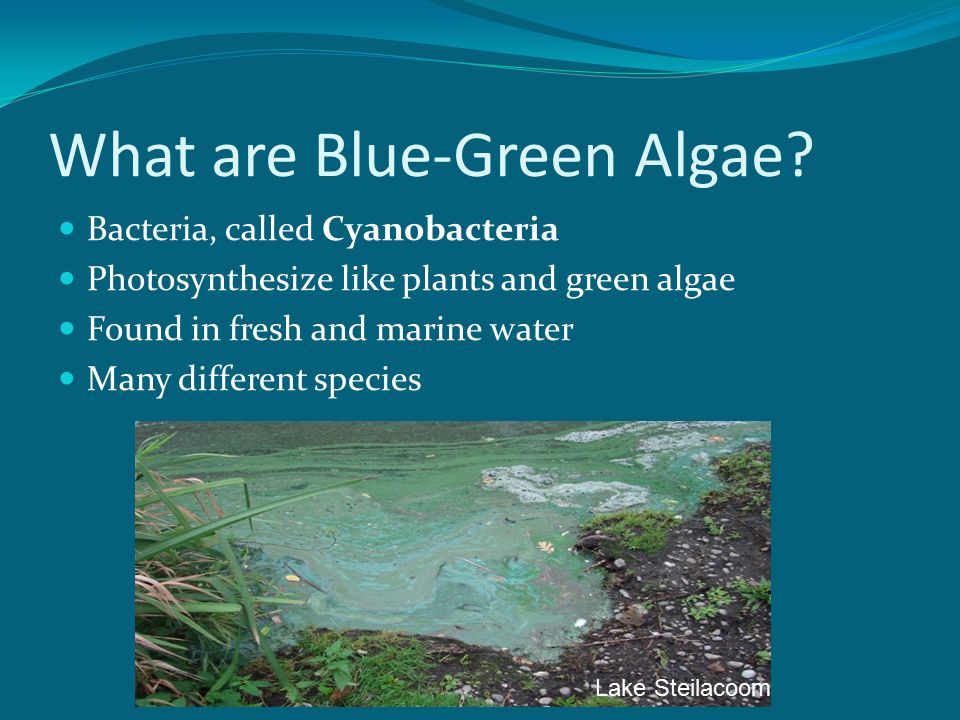 What are Blue-Green Algae?
Bacteria, called Cyanobacteria
Photosynthesize like plants and green algae
Found in fresh and marine water
Many different species
Lake Steilacoom